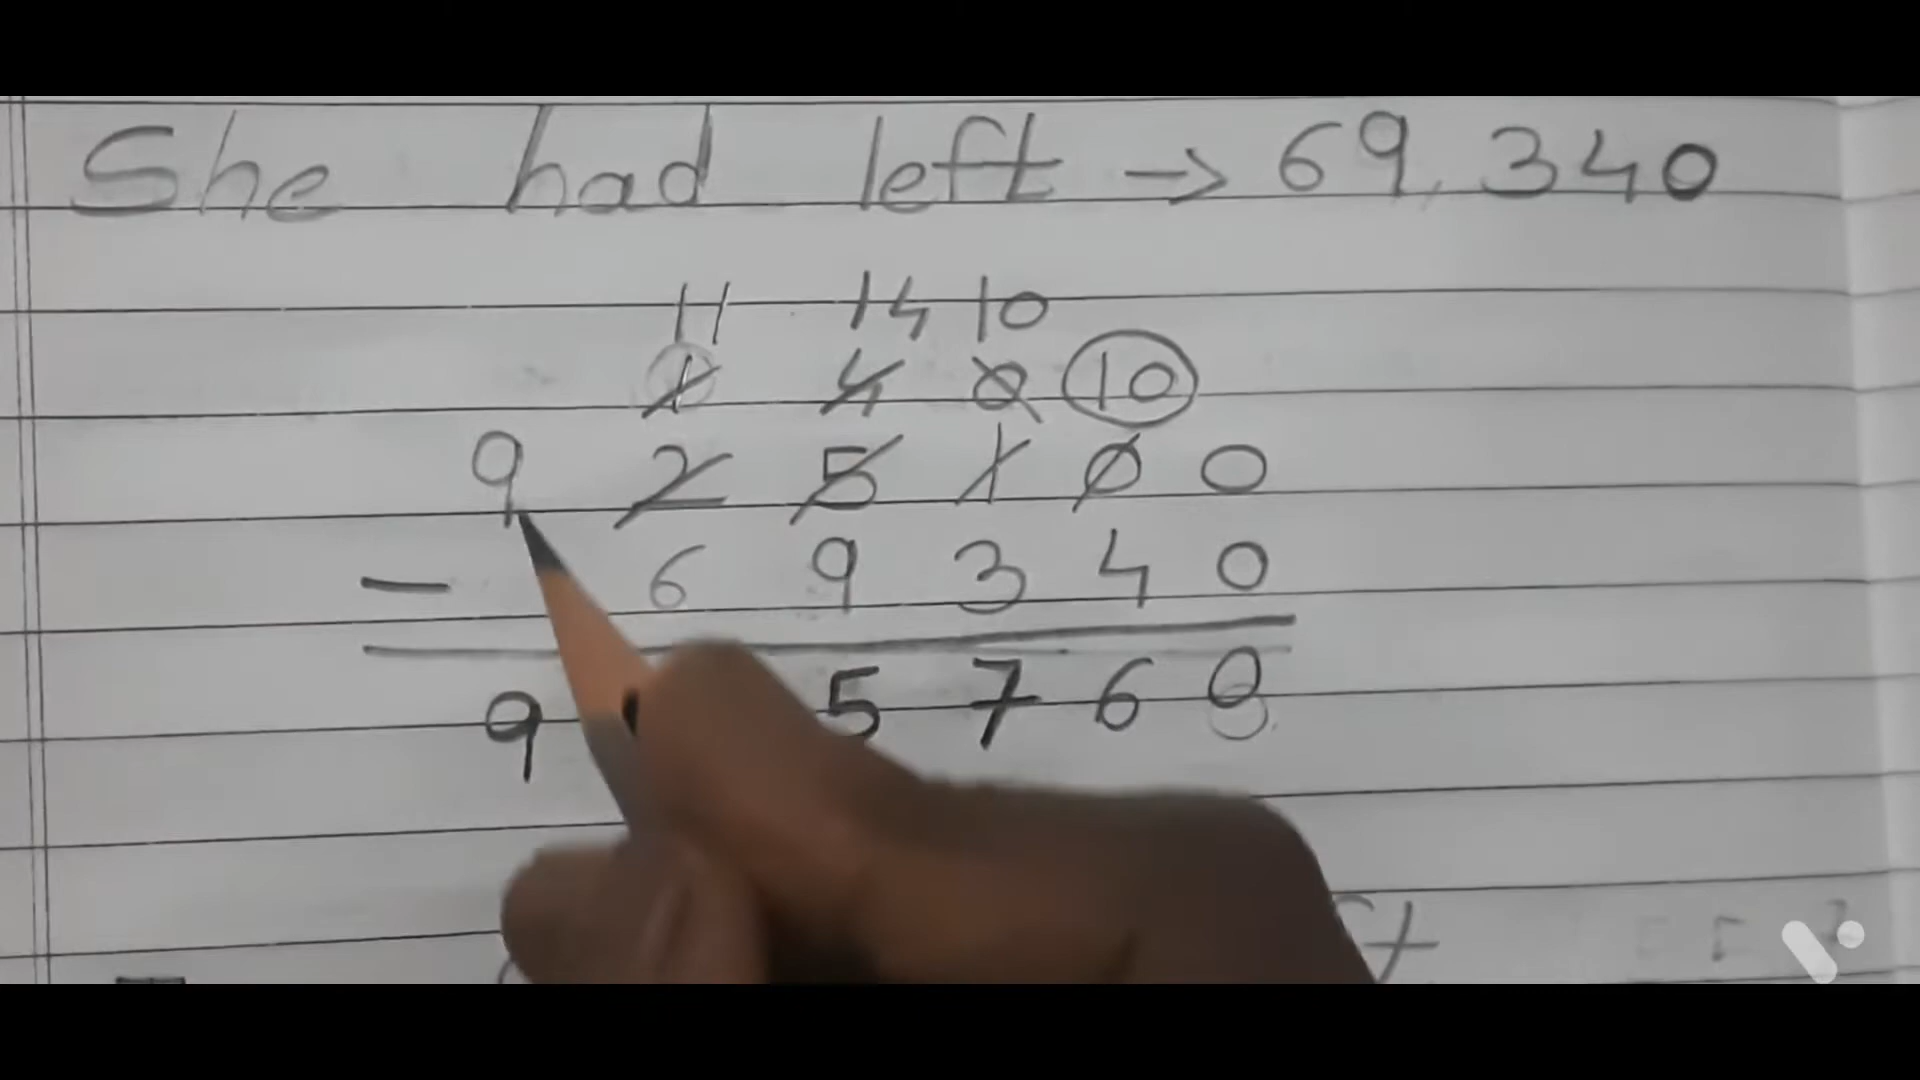 She had left → 69,340
11 14 10
1 4 0 10
9 2 5 1 0 0
- 6 9 3 4 0
9 5 7 6 0